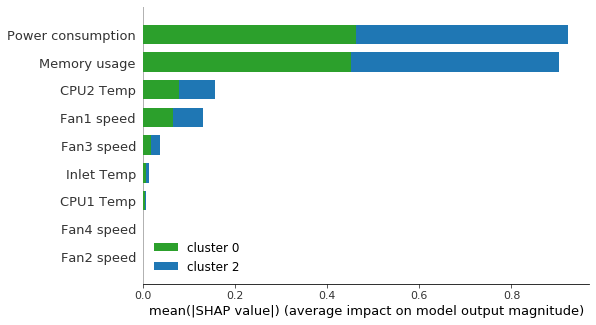 Power consumption
Memory usage
CPU2 Temp
Fan1 speed
Fan3 speed
Inlet Temp
CPU1 Temp
Fan4 speed
Fan2 speed
cluster 0
cluster 2
0.0 0.2 0.4 0.6 0.8
mean(|SHAP value|) (average impact on model output magnitude)